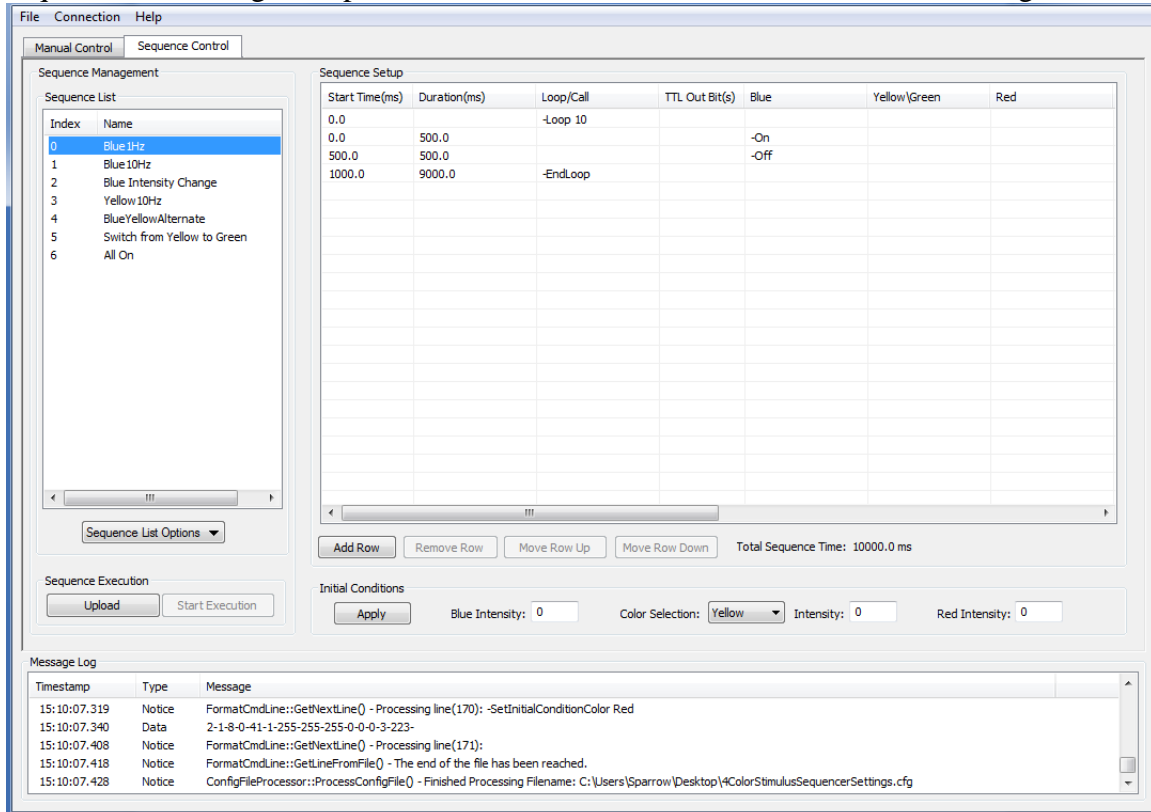 File Connection Help
Manual Control Sequence Control
Sequence Management
Sequence List
Index Name
0 Blue1Hz
1 Blue10Hz
2 Blue Intensity Change
3 Yellow10Hz
4 BlueYellowAlternate
5 Switch from Yellow to Green
6 All On
Sequence List Options
Sequence Execution
Upload Start Execution
Sequence Setup
Start Time(ms) Duration(ms) Loop/Call TTL Out Bit(s) Blue Yellow\Green Red
0.0 -Loop 10
0.0 500.0 -On
500.0 500.0 -Off
1000.0 9000.0 -EndLoop
Add Row Remove Row Move Row Up Move Row Down Total Sequence Time: 10000.0 ms
Initial Conditions
Apply Blue Intensity: 0 Color Selection: Yellow Intensity: 0 Red Intensity: 0
Message Log
Timestamp Type Message
15:10:07.319 Notice FormatCmdLine::GetNextLine() - Processing line(170): -SetInitialConditionColor Red
15:10:07.340 Data 2-1-8-0-41-1-255-255-255-0-0-0-3-223-
15:10:07.408 Notice FormatCmdLine::GetNextLine() - Processing line(171):
15:10:07.418 Notice FormatCmdLine::GetLineFromFile() - The end of the file has been reached.
15:10:07.428 Notice ConfigFileProcessor::ProcessConfigFile() - Finished Processing Filename: C:\Users\Sparrow\Desktop\4ColorStimulusSequencerSettings.cfg